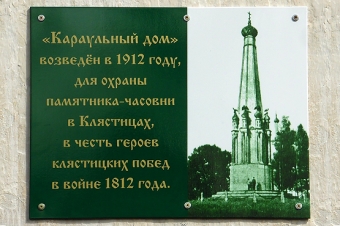 «Караульный дом»
возведён в 1912 году,
для охраны
памятника-часовни
в Клястицах,
в честь героев
клястицких побед
в войне 1812 года.